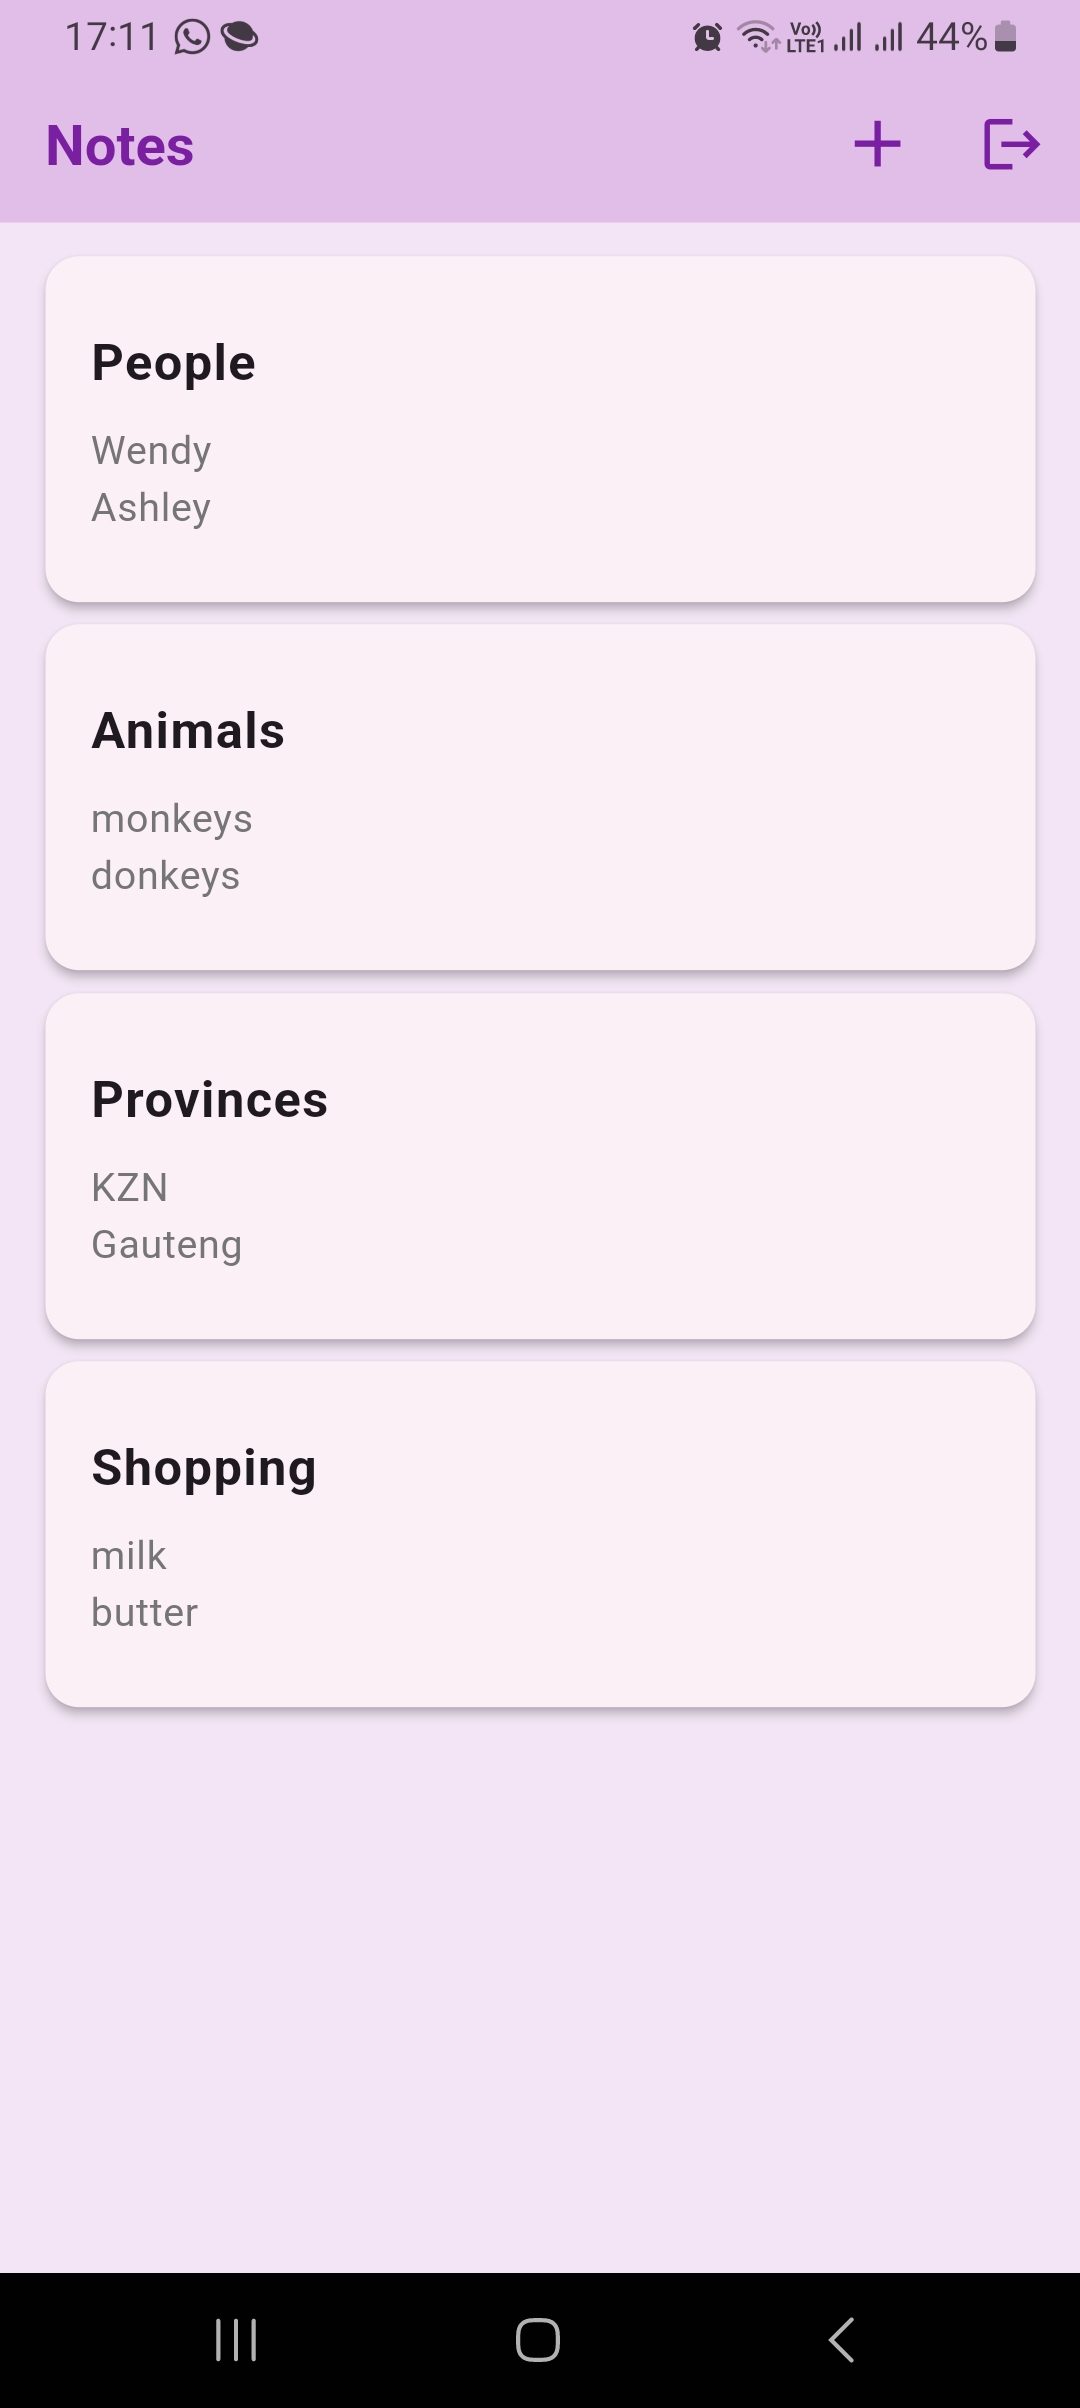 17:11 Vo)) LTE1 44%
Notes
People
Wendy
Ashley
Animals
monkeys
donkeys
Provinces
KZN
Gauteng
Shopping
milk
butter